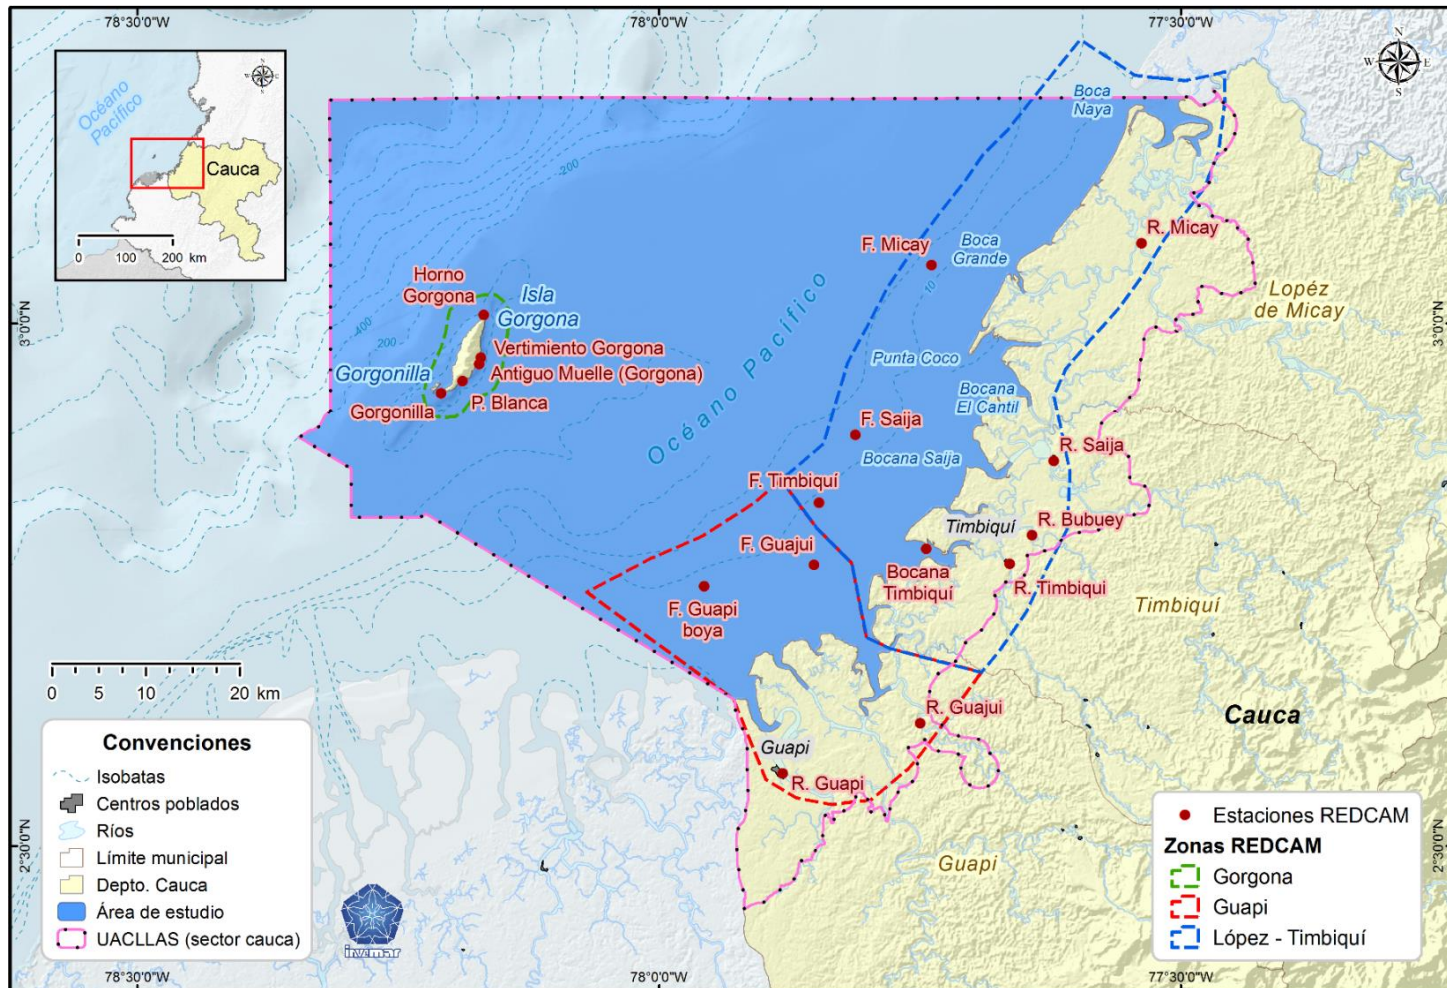 78°30'0"W
78°0'0"W
77°30'0"W
N
W
E
S
Océano
Pacífico
N
Cauca
0
100
200
km
Boca
Naya
R. Micay
F. Micay
Boca
Grande
Lopéz
de Micay
-200
10
Horno
Gorgona
Isla
Gorgona
-400
200
Vertimiento Gorgona
Antiguo Muelle (Gorgona)
Gorgonilla
P. Blanca
Gorgonilla
Océano Pacífico
Punta Coco
Bocana
El Cantil
F. Saija
Bocana Saija
R. Saija
F. Timbiquí
Timbiquí
R. Bubuey
F. Guajui
Bocana
Timbiquí
R. Timbiqui
F. Guapi
boya
Timbiquí
3°0'0"N
3°0'0"N
0
5
10
20
km
R. Guajui
Cauca
Guapi
R. Guapi
Guapi
2°30'0"N
2°30'0"N
Convenciones
Isobatas
Centros poblados
Ríos
Límite municipal
Depto. Cauca
Área de estudio
UACLLAS (sector cauca)
invemar
Estaciones REDCAM
Zonas REDCAM
Gorgona
Guapi
López - Timbiquí
78°30'0"W
78°0'0"W
77°30'0"W